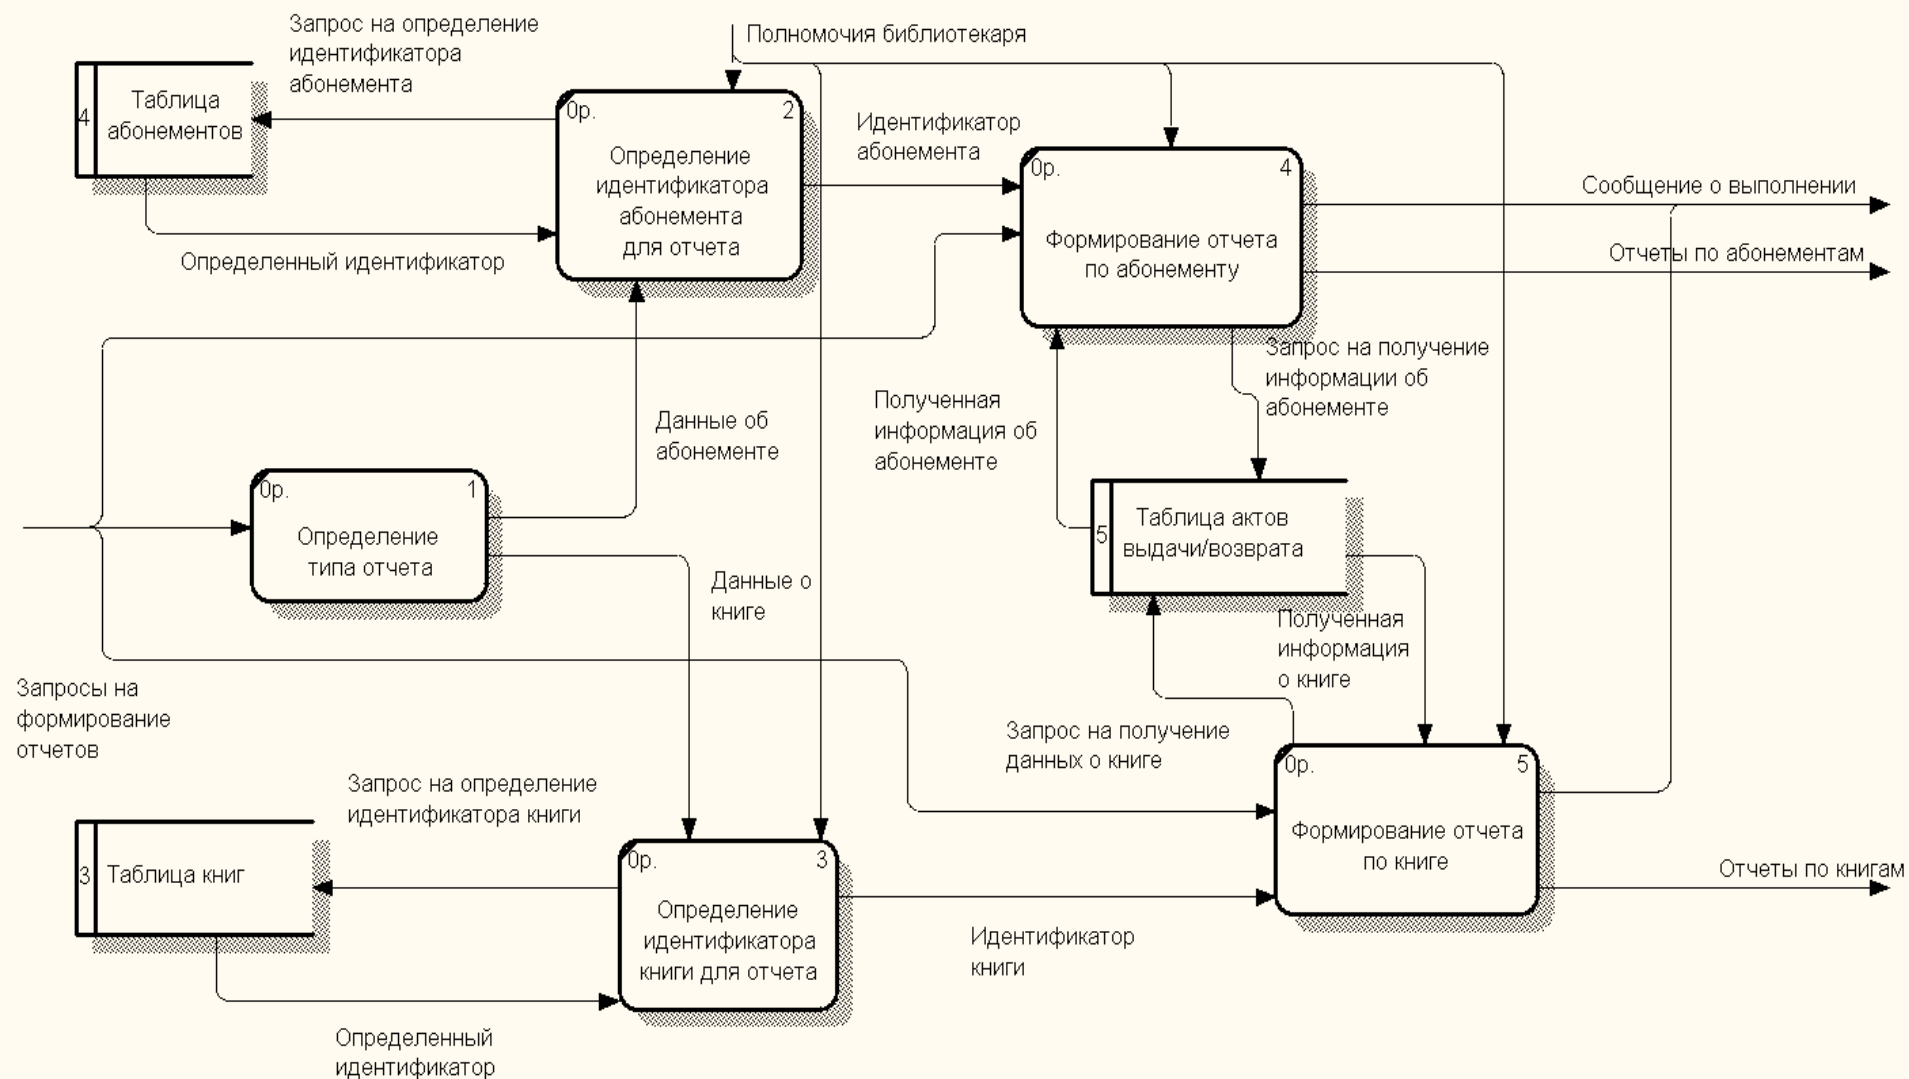 Запрос на определение
идентификатора
абонемента
Полномочия библиотекаря
4
Таблица
абонементов
0р.
2
Определение
идентификатора
абонемента
для отчета
Идентификатор
абонемента
0р.
4
Формирование отчета
по абонементу
Сообщение о выполнении
Отчеты по абонементам
Определенный идентификатор
Запрос на получение
информации об
абонементе
Полученная
информация об
абонементе
Данные об
абонементе
0р.
1
Определение
типа отчета
5
Таблица актов
выдачи/возврата
Данные о
книге
Полученная
информация
о книге
Запросы на
формирование
отчетов
Запрос на получение
данных о книге
Запрос на определение
идентификатора книги
0р.
5
Формирование отчета
по книге
3
Таблица книг
0р.
3
Определение
идентификатора
книги для отчета
Отчеты по книгам
Идентификатор
книги
Определенный
идентификатор